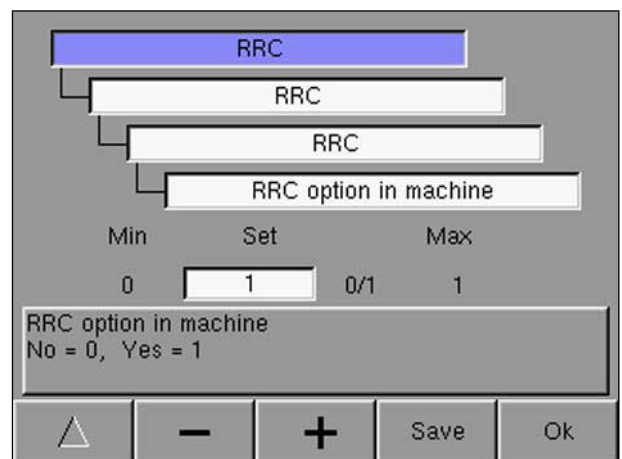 RRC
RRC
RRC
RRC option in machine
Min Set Max
0 1 0/1 1
RRC option in machine
No = 0, Yes = 1
− + Save Ok